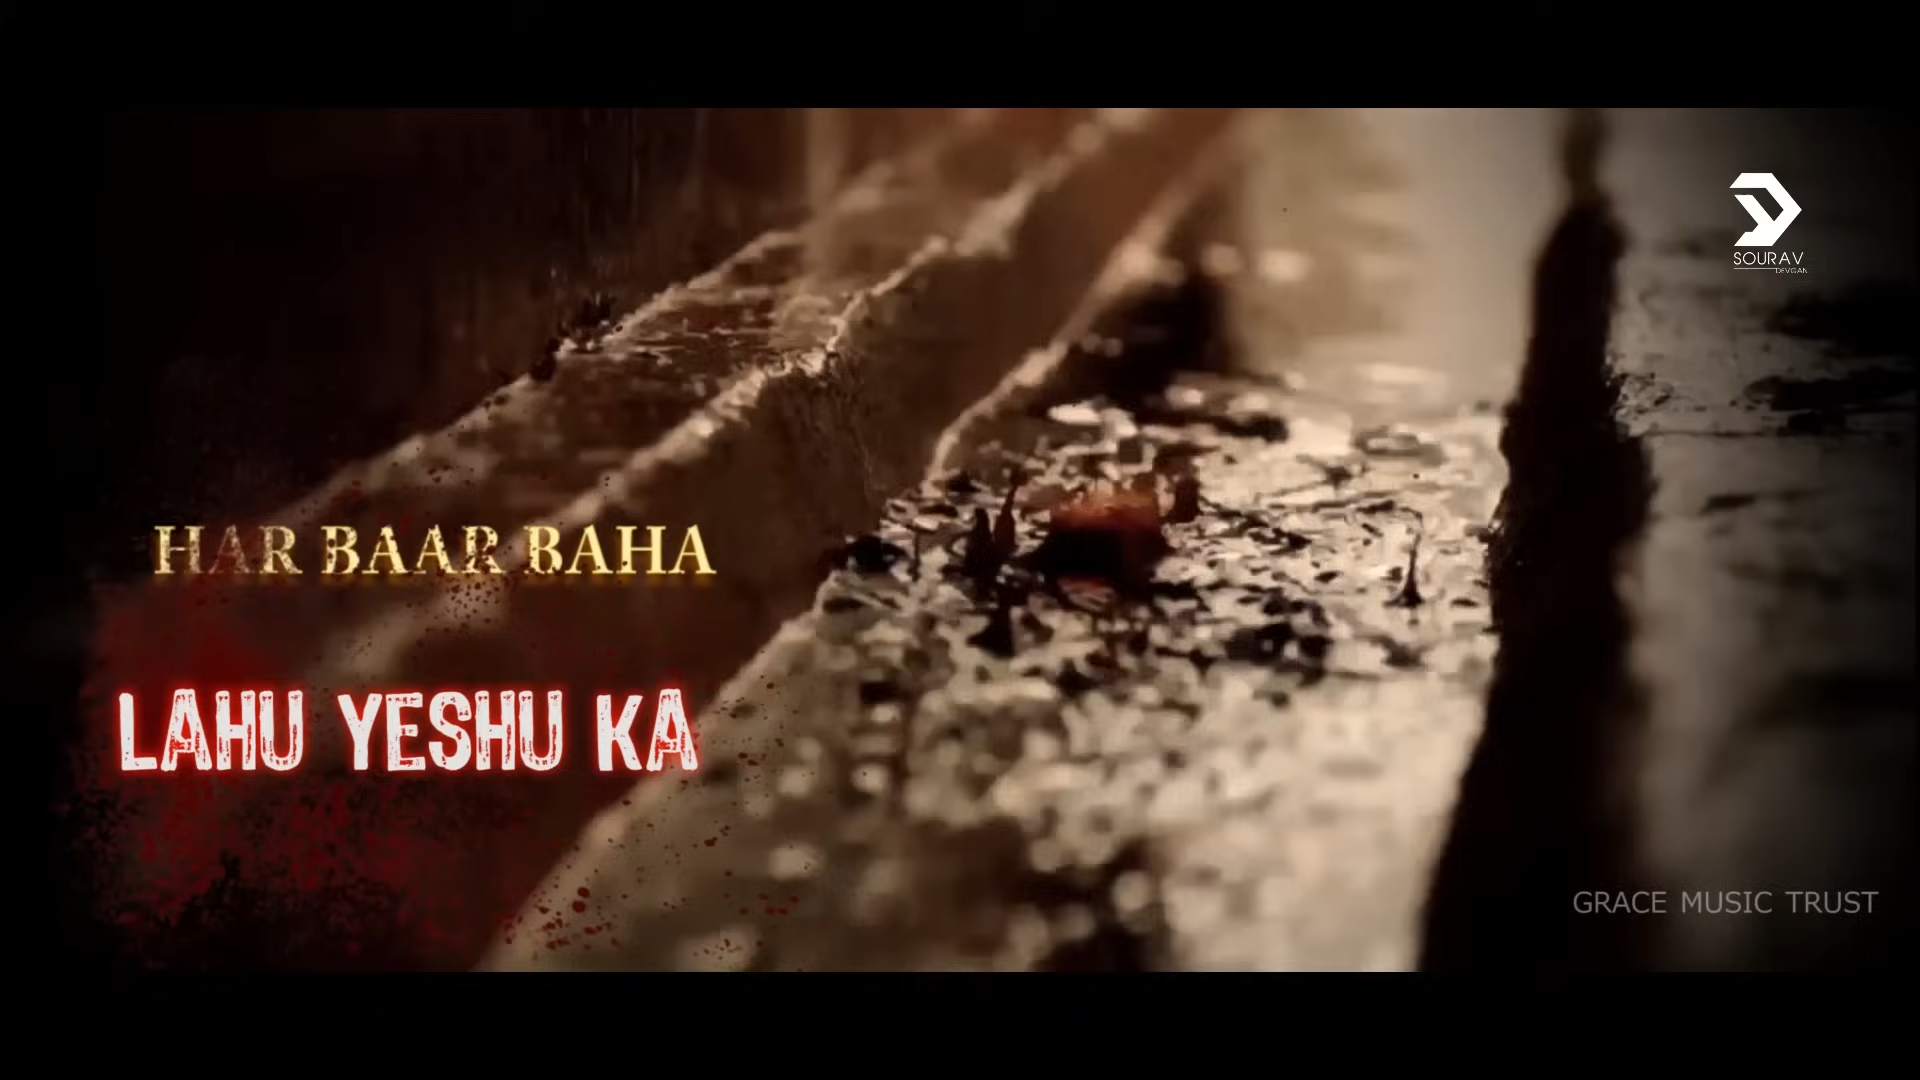 SOURAV
DEVGAN
HAR BAAR BAHA
LAHU YESHU KA
GRACE MUSIC TRUST